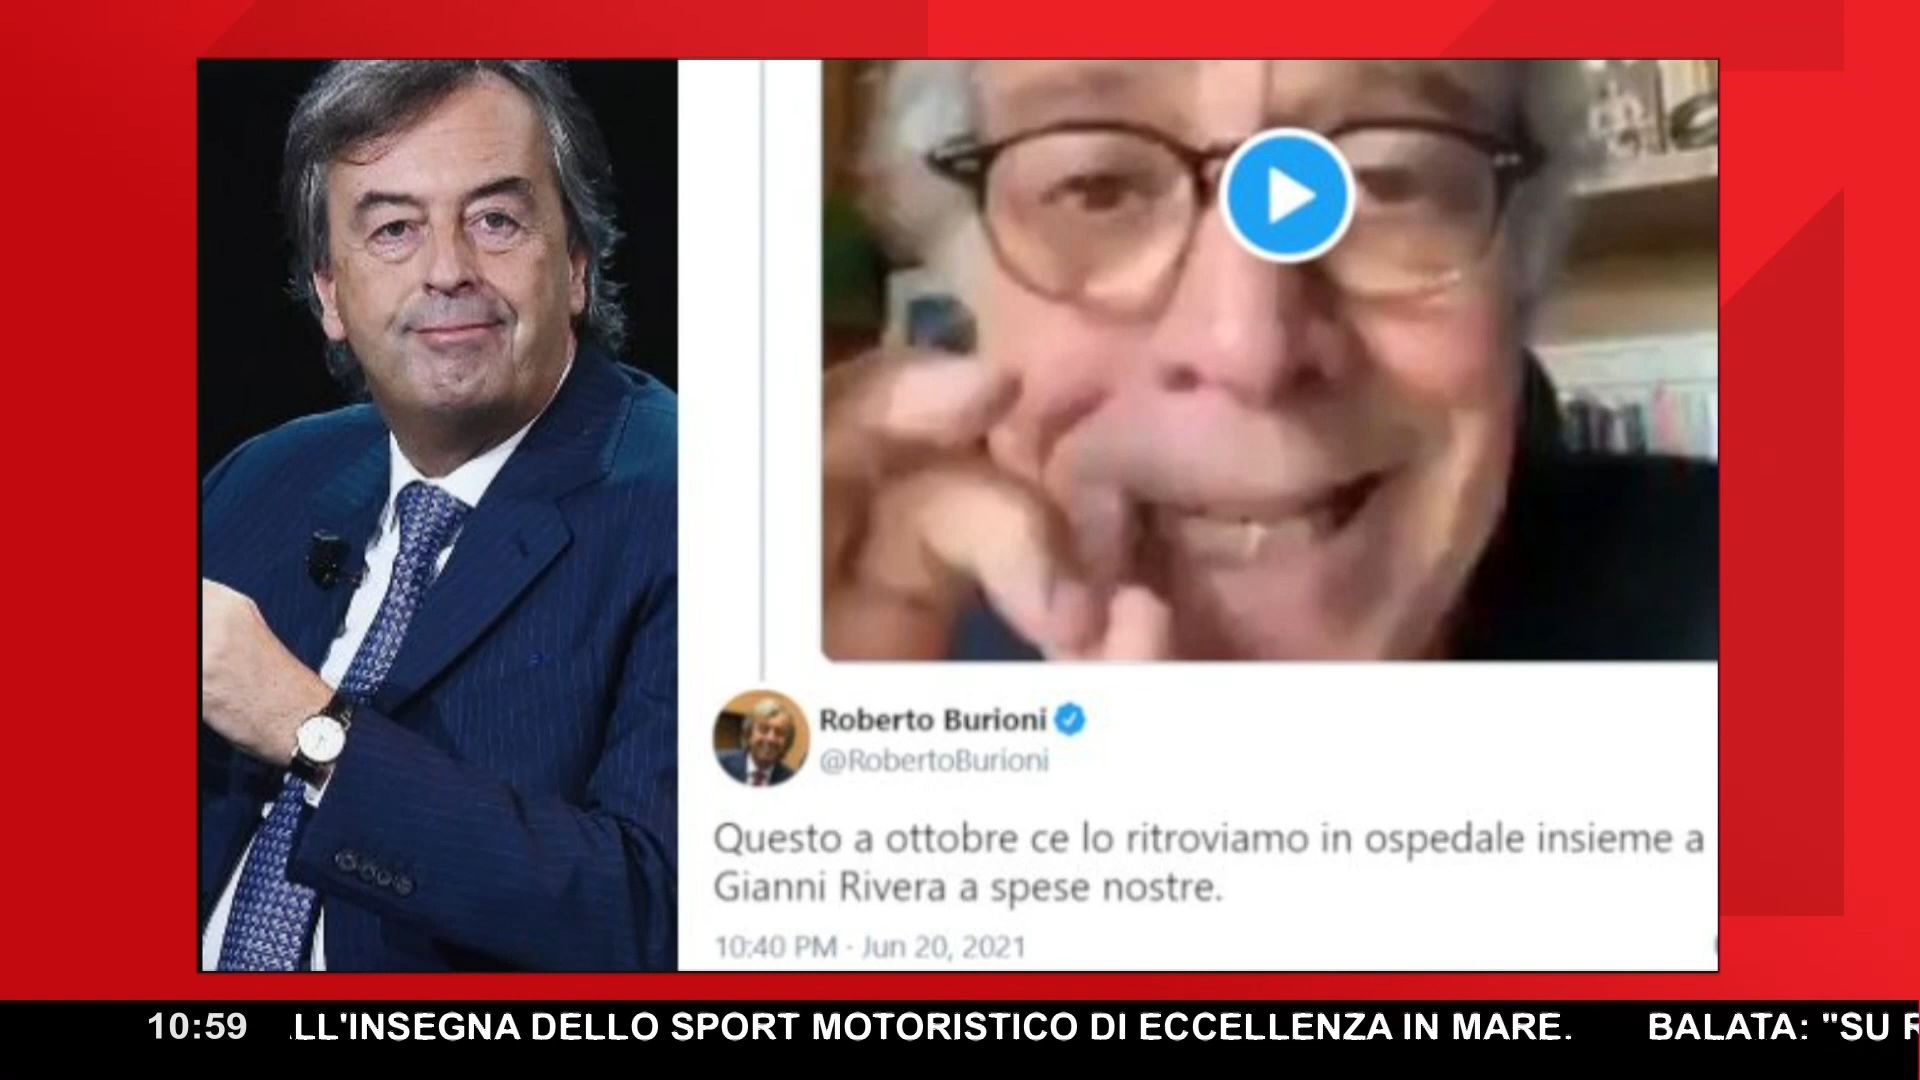 Roberto Burioni
@RobertoBurioni
Questo a ottobre ce lo ritroviamo in ospedale insieme a
Gianni Rivera a spese nostre.
10:40 PM · Jun 20, 2021
10:59 LL'INSEGNA DELLO SPORT MOTORISTICO DI ECCELLENZA IN MARE. BALATA: "SU